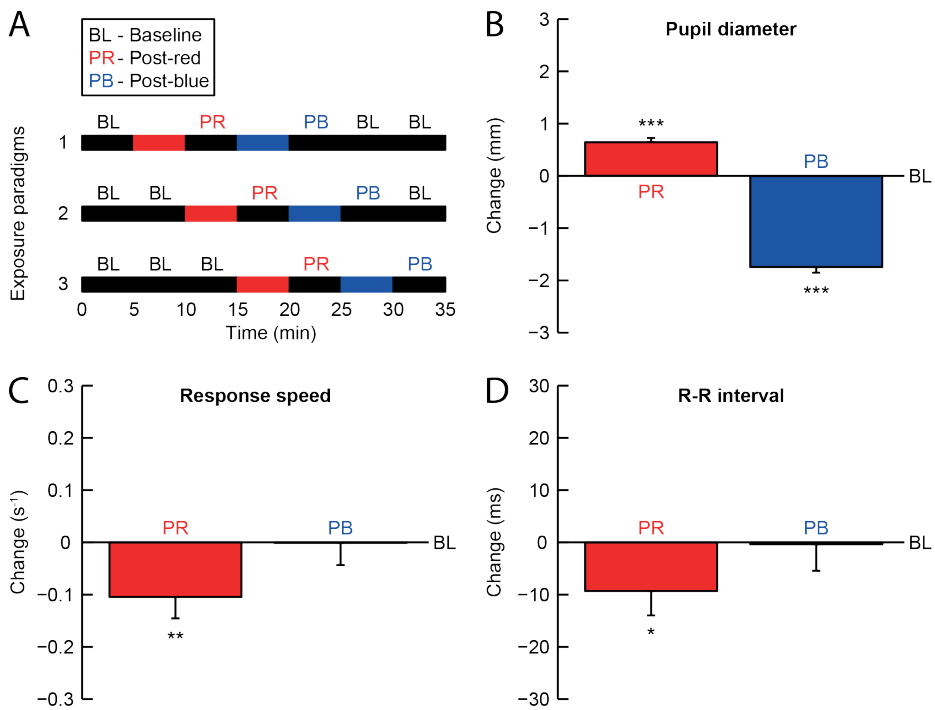 A
BL - Baseline
PR - Post-red
PB - Post-blue
Exposure paradigms
BL PR PB BL BL
1
BL BL PR PB BL
2
BL BL BL PR PB
3
0 5 10 15 20 25 30 35
Time (min)
B
Pupil diameter
Change (mm)
3
2
1
0
−1
−2
−3
***
PR
PB
BL
***
C
Response speed
Change (s⁻¹)
0.3
0.2
0.1
0
−0.1
−0.2
−0.3
PR
PB
BL
**
D
R-R interval
Change (ms)
30
20
10
0
−10
−20
−30
PR
PB
BL
*